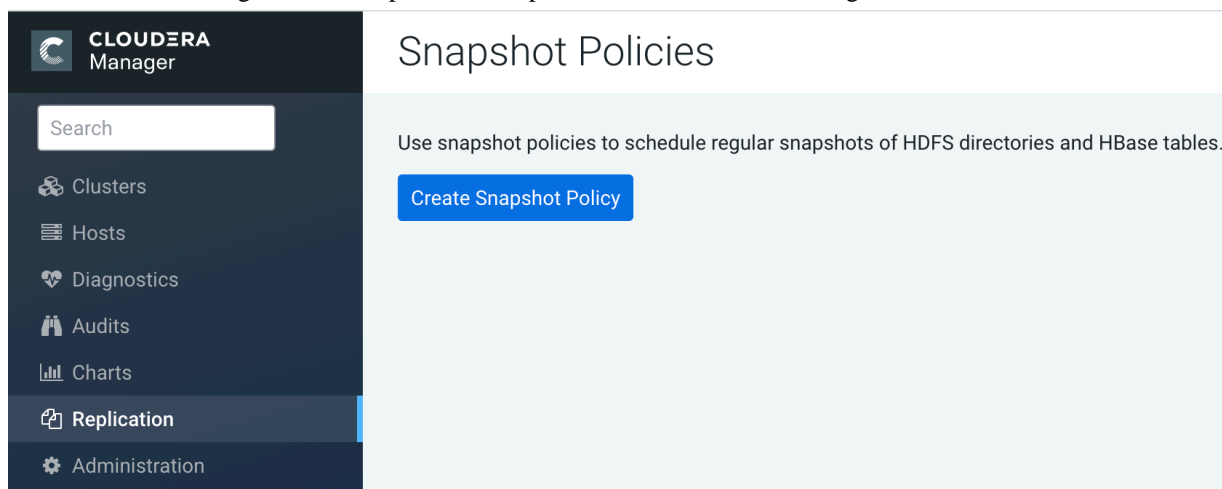 CLOUDERA
Manager
Search
Clusters
Hosts
Diagnostics
Audits
Charts
Replication
Administration
Snapshot Policies
Use snapshot policies to schedule regular snapshots of HDFS directories and HBase tables.
Create Snapshot Policy